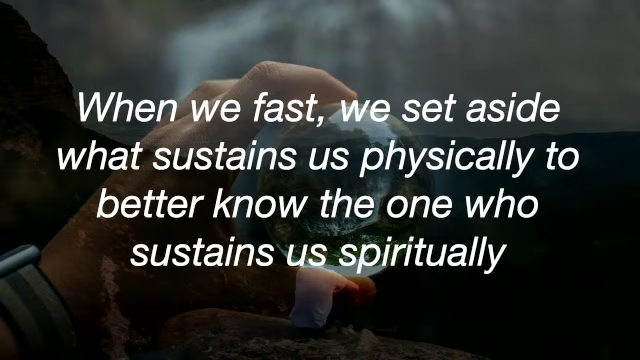 When we fast, we set aside
what sustains us physically to
better know the one who
sustains us spiritually